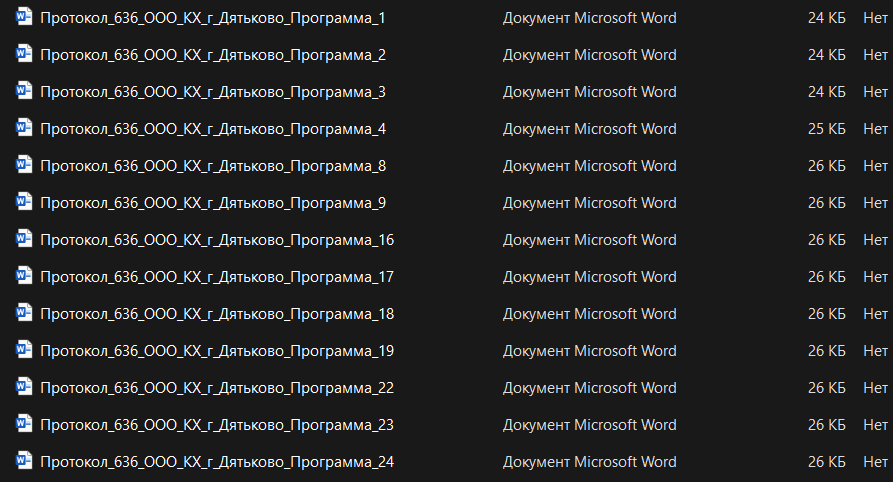 Протокол_636_ООО_КХ_г_Дятьково_Программа_1 Документ Microsoft Word 24 КБ Нет
Протокол_636_ООО_КХ_г_Дятьково_Программа_2 Документ Microsoft Word 24 КБ Нет
Протокол_636_ООО_КХ_г_Дятьково_Программа_3 Документ Microsoft Word 24 КБ Нет
Протокол_636_ООО_КХ_г_Дятьково_Программа_4 Документ Microsoft Word 25 КБ Нет
Протокол_636_ООО_КХ_г_Дятьково_Программа_8 Документ Microsoft Word 26 КБ Нет
Протокол_636_ООО_КХ_г_Дятьково_Программа_9 Документ Microsoft Word 26 КБ Нет
Протокол_636_ООО_КХ_г_Дятьково_Программа_16 Документ Microsoft Word 26 КБ Нет
Протокол_636_ООО_КХ_г_Дятьково_Программа_17 Документ Microsoft Word 26 КБ Нет
Протокол_636_ООО_КХ_г_Дятьково_Программа_18 Документ Microsoft Word 26 КБ Нет
Протокол_636_ООО_КХ_г_Дятьково_Программа_19 Документ Microsoft Word 26 КБ Нет
Протокол_636_ООО_КХ_г_Дятьково_Программа_22 Документ Microsoft Word 26 КБ Нет
Протокол_636_ООО_КХ_г_Дятьково_Программа_23 Документ Microsoft Word 26 КБ Нет
Протокол_636_ООО_КХ_г_Дятьково_Программа_24 Документ Microsoft Word 26 КБ Нет